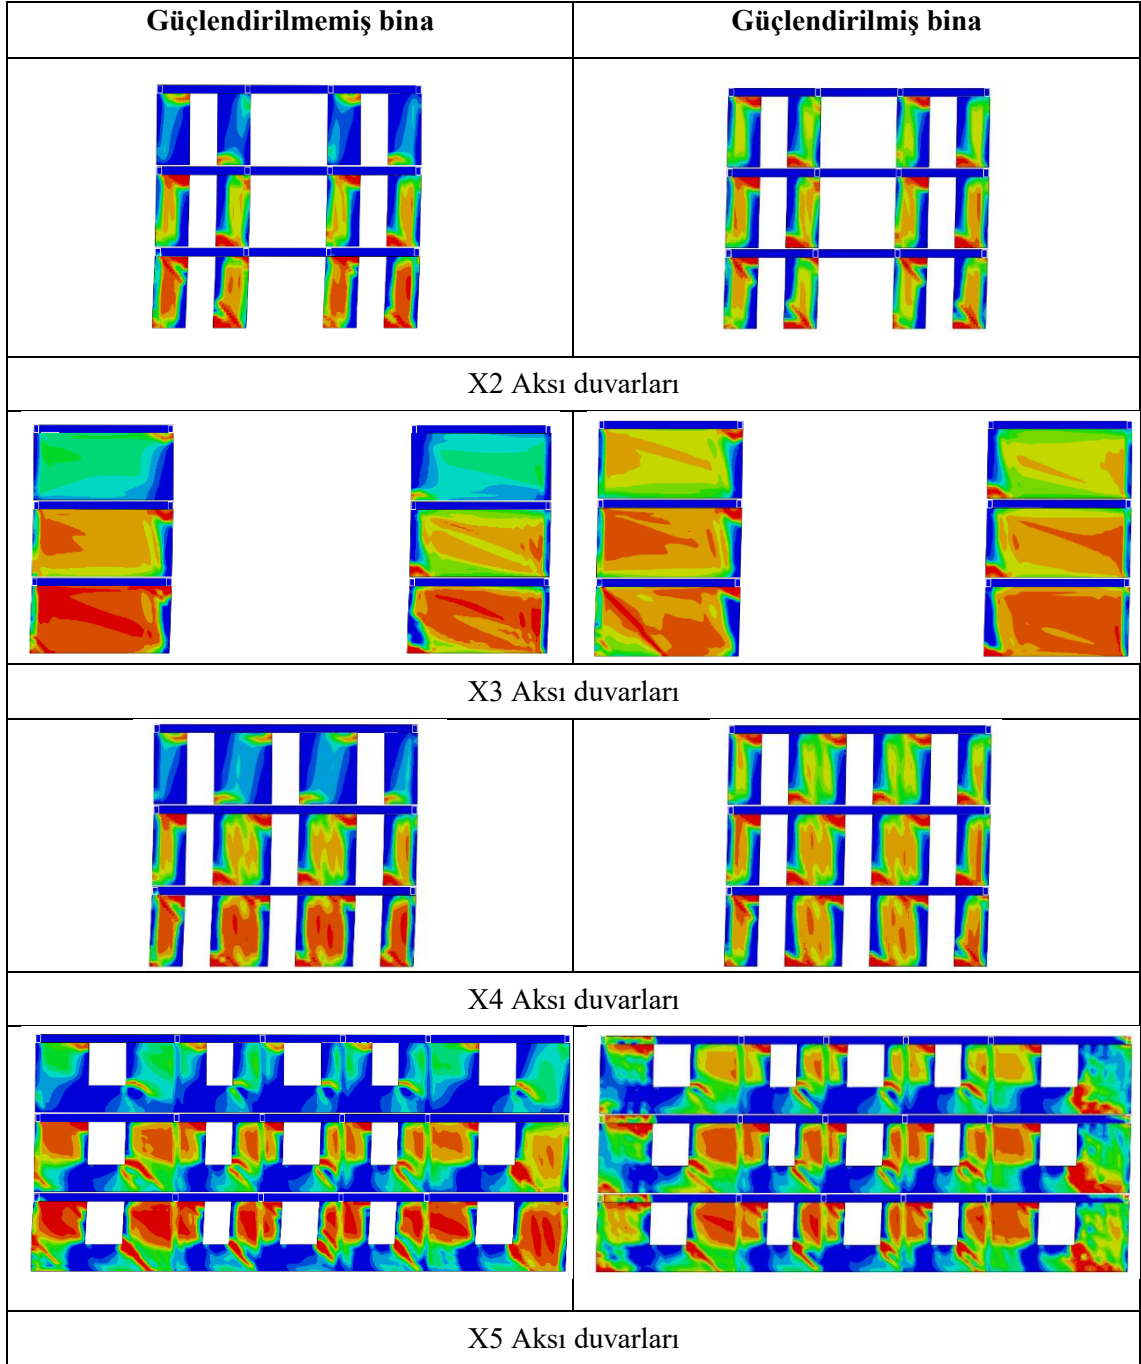 Güçlendirilmemiş bina
Güçlendirilmiş bina
X2 Aksı duvarları
X3 Aksı duvarları
X4 Aksı duvarları
X5 Aksı duvarları